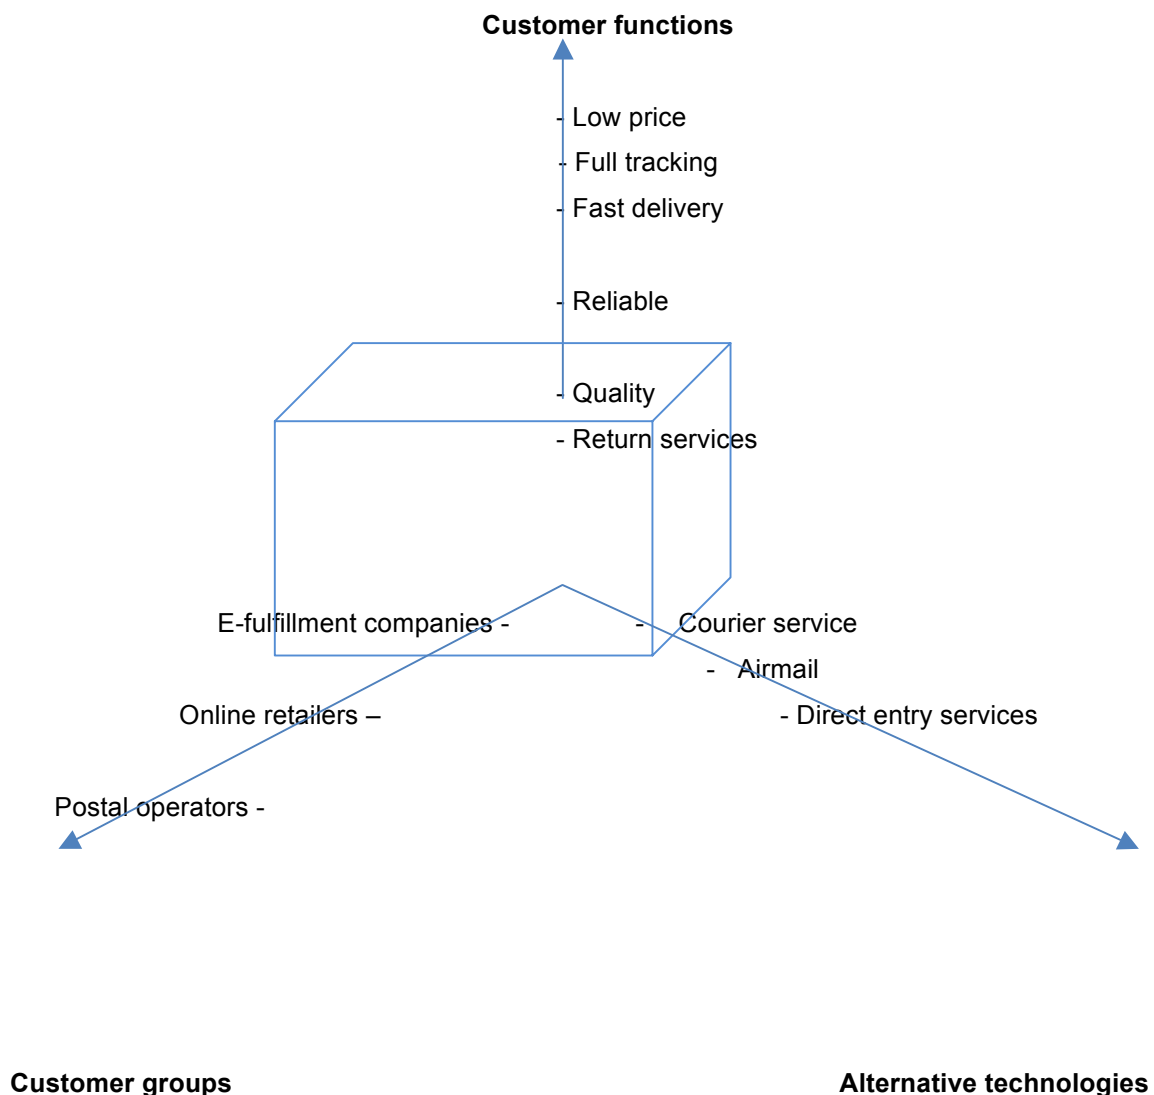 Customer functions
- Low price
- Full tracking
- Fast delivery
- Reliable
- Quality
- Return services
E-fulfillment companies -
- Courier service
- Airmail
Online retailers –
- Direct entry services
Postal operators -
Customer groups
Alternative technologies